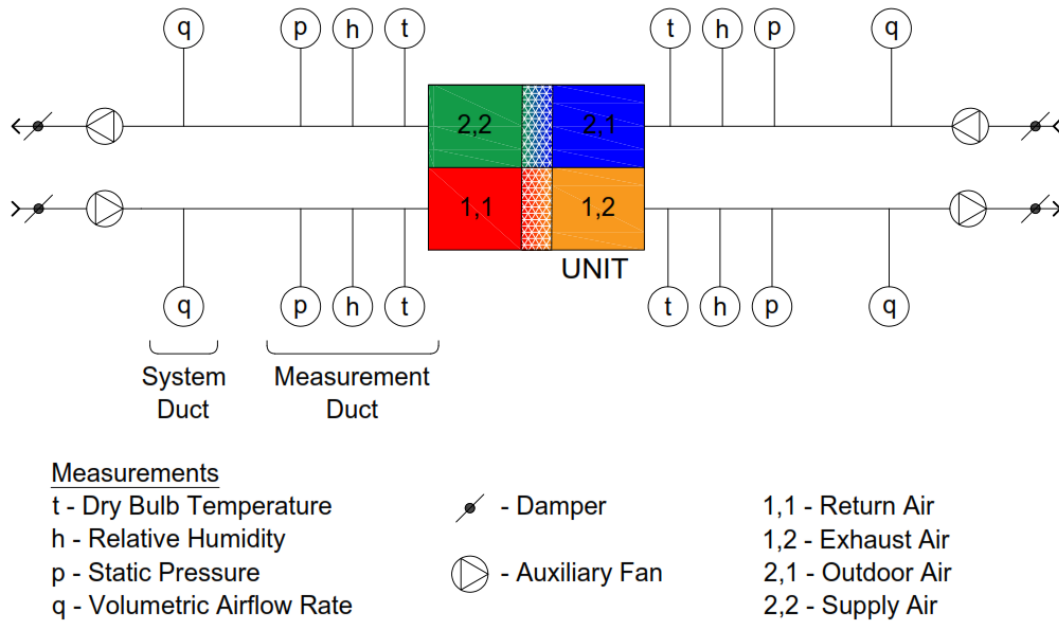 q p h t t h p q
2,2 2,1
1,1 1,2
UNIT
q p h t t h p q
System Duct
Measurement Duct
Measurements
t - Dry Bulb Temperature
h - Relative Humidity
p - Static Pressure
q - Volumetric Airflow Rate
- Damper
- Auxiliary Fan
1,1 - Return Air
1,2 - Exhaust Air
2,1 - Outdoor Air
2,2 - Supply Air